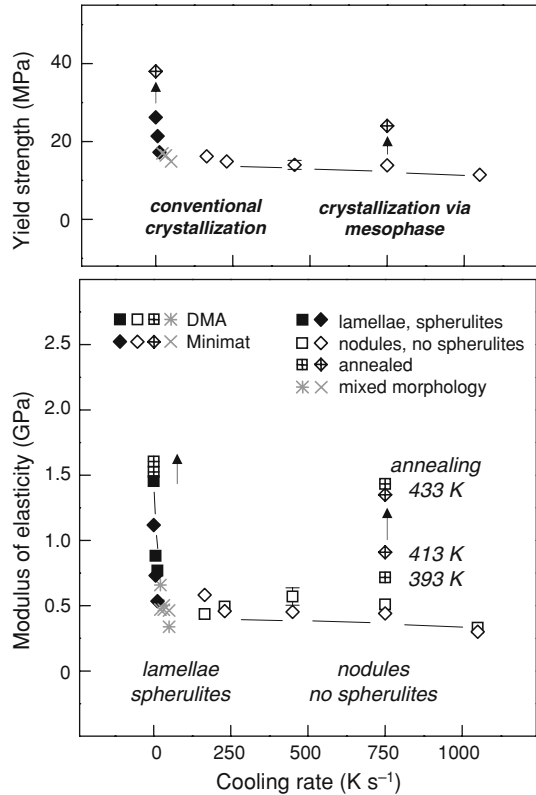 Yield strength (MPa)
40
20
0
conventional
crystallization
crystallization via
mesophase
Modulus of elasticity (GPa)
2.5
2.0
1.5
1.0
0.5
0
DMA
Minimat
lamellae, spherulites
nodules, no spherulites
annealed
mixed morphology
annealing
433 K
413 K
393 K
lamellae
spherulites
nodules
no spherulites
0 250 500 750 1000
Cooling rate (K s⁻¹)